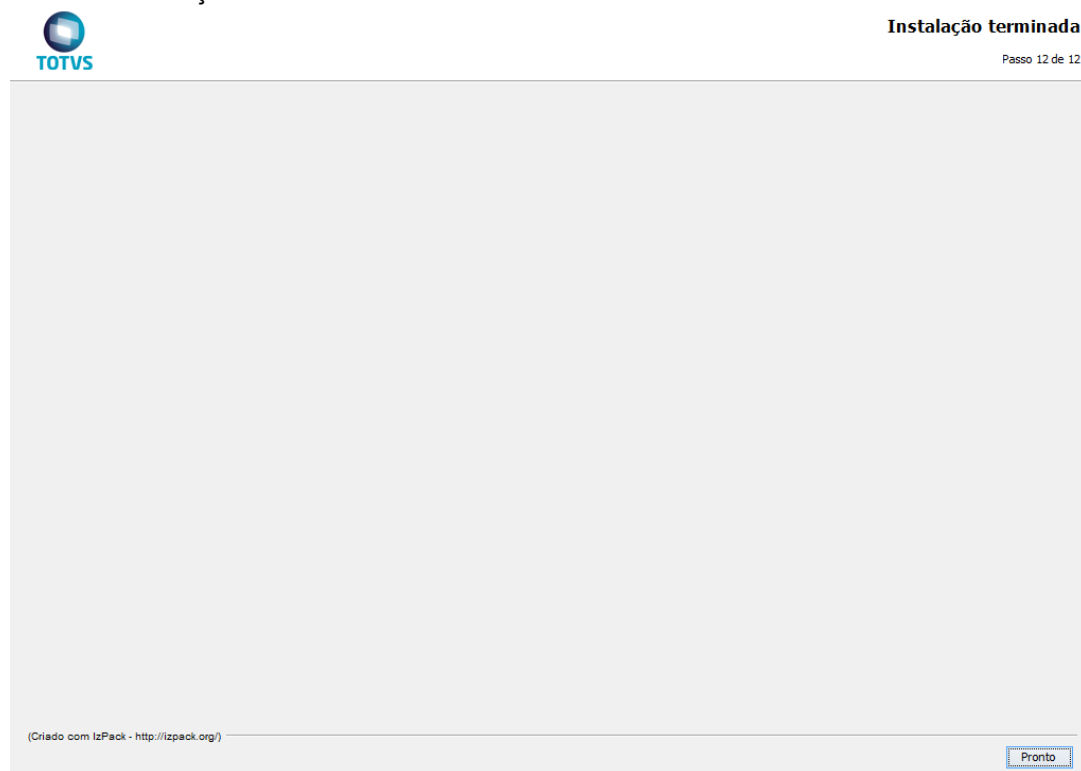 Instalação terminada
TOTVS
Passo 12 de 12
(Criado com IzPack - http://izpack.org/)
Pronto